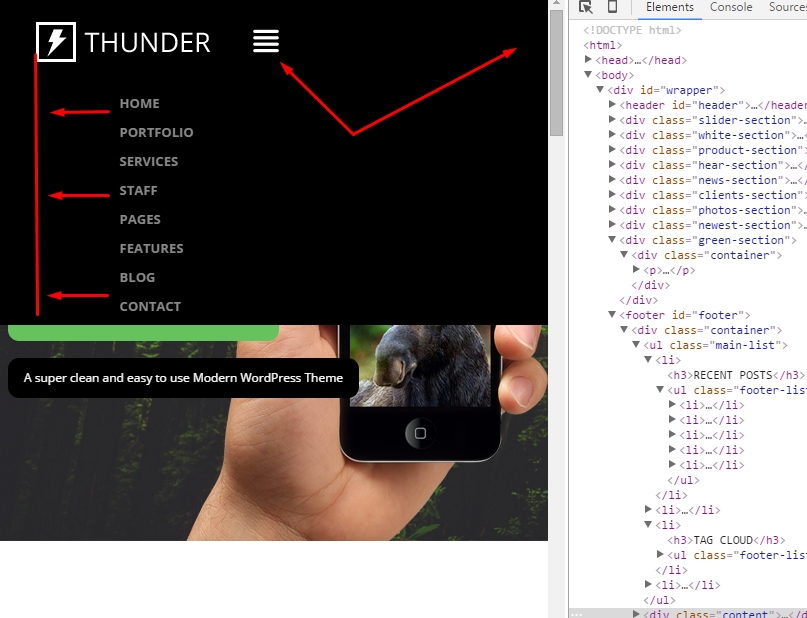 THUNDER
HOME
PORTFOLIO
SERVICES
STAFF
PAGES
FEATURES
BLOG
CONTACT
A super clean and easy to use Modern WordPress Theme
Elements Console Sources
<!DOCTYPE html>
<html>
▶<head>…</head>
▼<body>
▼<div id="wrapper">
▶<header id="header">…</header
▶<div class="slider-section">…
▶<div class="white-section">…<
▶<div class="product-section">
▶<div class="hear-section">…</
▶<div class="news-section">…</
▶<div class="clients-section">
▶<div class="photos-section">…
▶<div class="newest-section">…
▼<div class="green-section">
▼<div class="container">
▶<p>…</p>
</div>
</div>
▼<footer id="footer">
▼<div class="container">
▼<ul class="main-list">
▼<li>
<h3>RECENT POSTS</h3>
▼<ul class="footer-list
▶<li>…</li>
▶<li>…</li>
▶<li>…</li>
▶<li>…</li>
▶<li>…</li>
</ul>
</li>
▶<li>…</li>
▼<li>
<h3>TAG CLOUD</h3>
▶<ul class="footer-list
</li>
▶<li>…</li>
</ul>
… ▶<div class="content">…</d